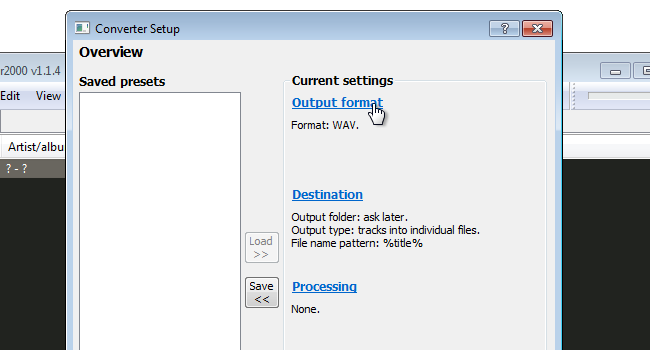 Converter Setup
Overview
r2000 v1.1.4
Saved presets
Current settings
Edit View
Output format
Format: WAV.
Artist/albu
? - ?
Destination
Output folder: ask later.
Output type: tracks into individual files.
File name pattern: %title%
Load
>>
Save
<<
Processing
None.